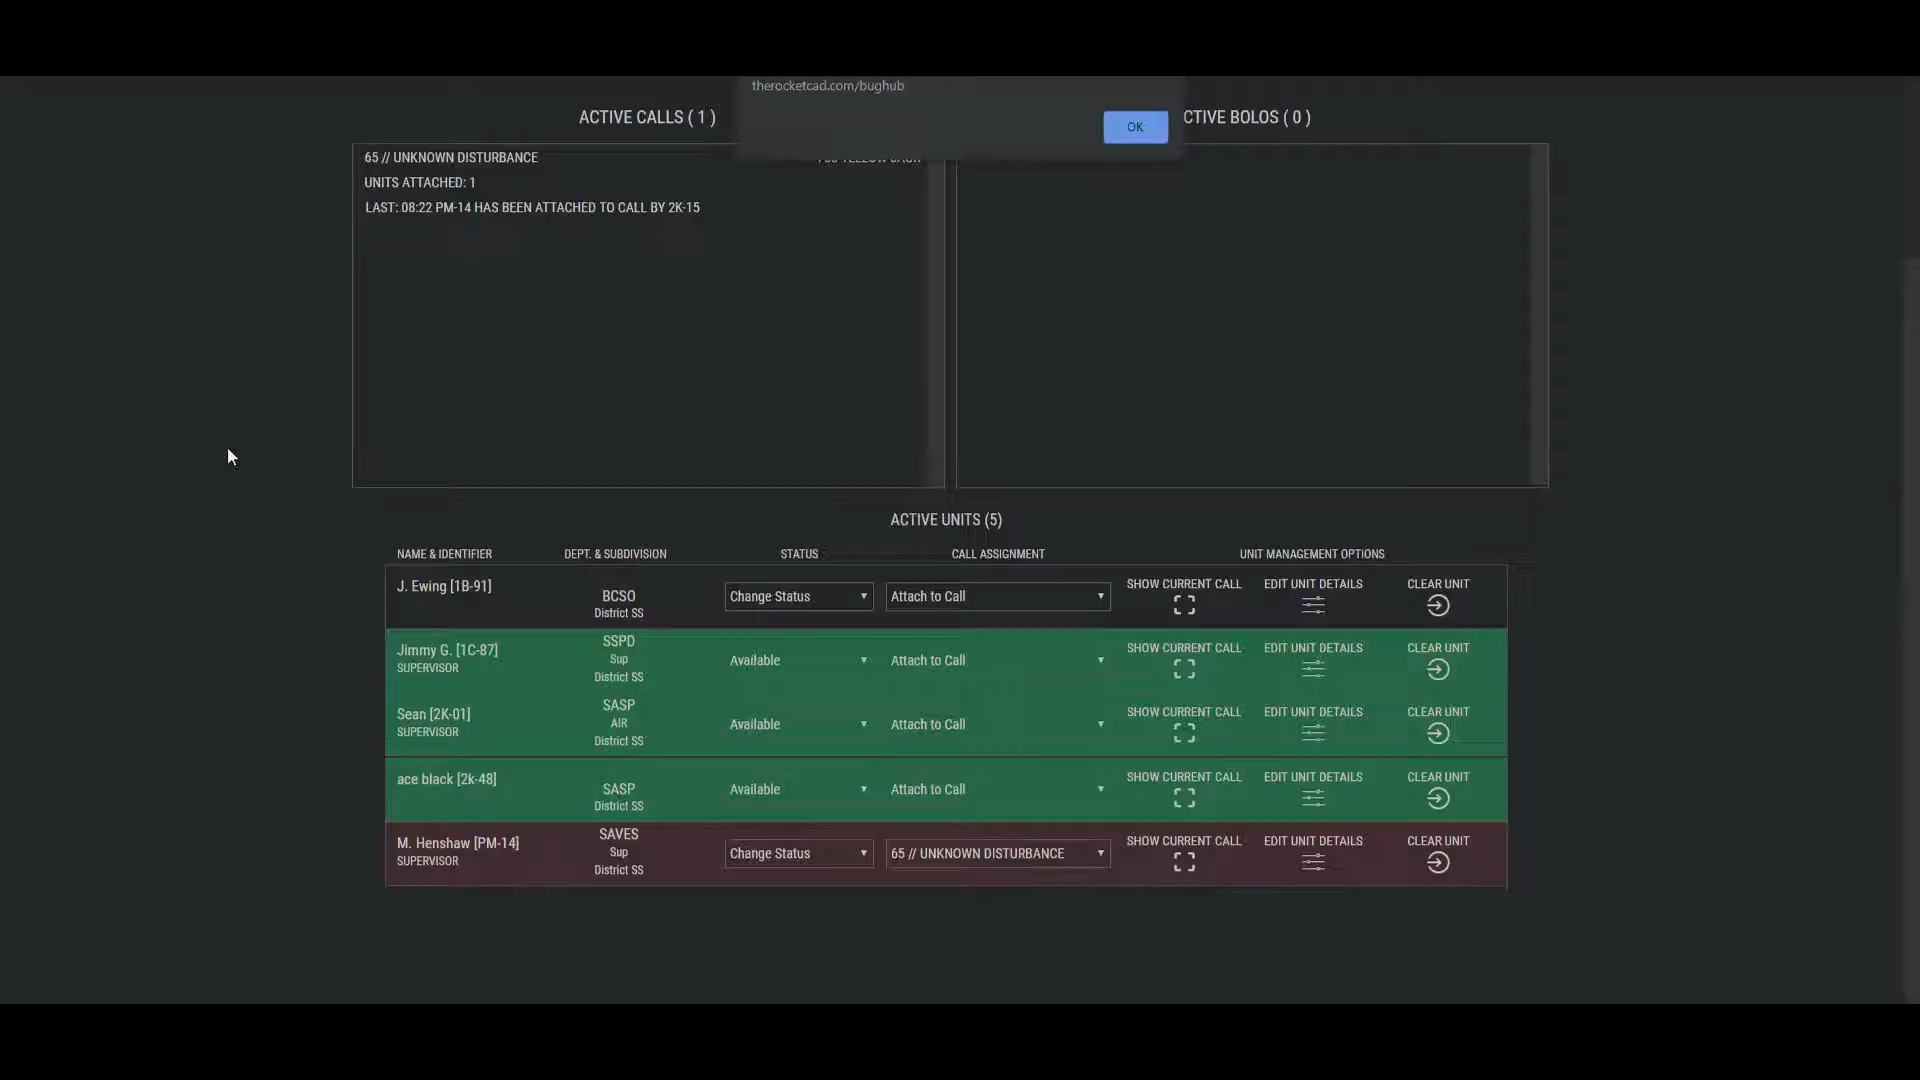 therocketcad.com/bughub
OK
ACTIVE CALLS ( 1 )
CTIVE BOLOS ( 0 )
65 // UNKNOWN DISTURBANCE
UNITS ATTACHED: 1
LAST: 08:22 PM-14 HAS BEEN ATTACHED TO CALL BY 2K-15
ACTIVE UNITS (5)
NAME & IDENTIFIER DEPT. & SUBDIVISION STATUS CALL ASSIGNMENT UNIT MANAGEMENT OPTIONS
J. Ewing [1B-91]
BCSO
District SS
Change Status
Attach to Call
SHOW CURRENT CALL EDIT UNIT DETAILS CLEAR UNIT
Jimmy G. [1C-87]
SUPERVISOR
SSPD
Sup
District SS
Available
Attach to Call
SHOW CURRENT CALL EDIT UNIT DETAILS CLEAR UNIT
Sean [2K-01]
SUPERVISOR
SASP
AIR
District SS
Available
Attach to Call
SHOW CURRENT CALL EDIT UNIT DETAILS CLEAR UNIT
ace black [2k-48]
SASP
District SS
Available
Attach to Call
SHOW CURRENT CALL EDIT UNIT DETAILS CLEAR UNIT
M. Henshaw [PM-14]
SUPERVISOR
SAVES
Sup
District SS
Change Status
65 // UNKNOWN DISTURBANCE
SHOW CURRENT CALL EDIT UNIT DETAILS CLEAR UNIT